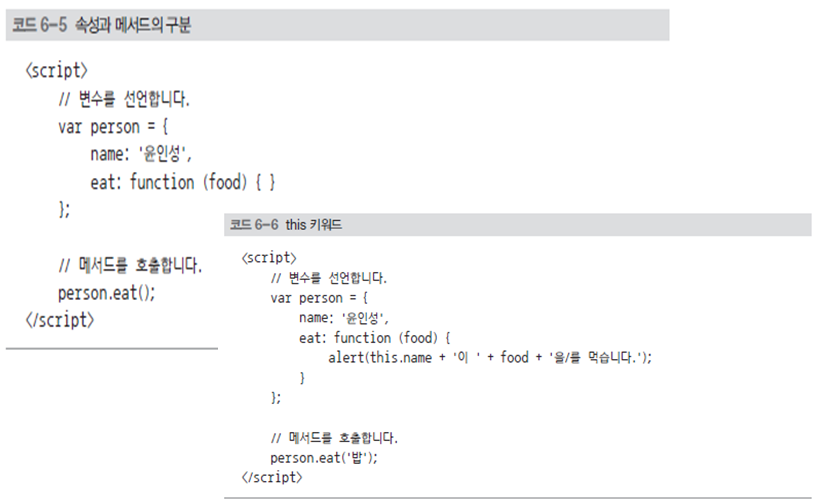 코드 6-5 속성과 메서드의 구분
<script>
// 변수를 선언합니다.
var person = {
name: '윤인성',
eat: function (food) { }
};
// 메서드를 호출합니다.
person.eat();
</script>
코드 6-6 this 키워드
<script>
// 변수를 선언합니다.
var person = {
name: '윤인성',
eat: function (food) {
alert(this.name + '이 ' + food + '을/를 먹습니다.');
}
};
// 메서드를 호출합니다.
person.eat('밥');
</script>